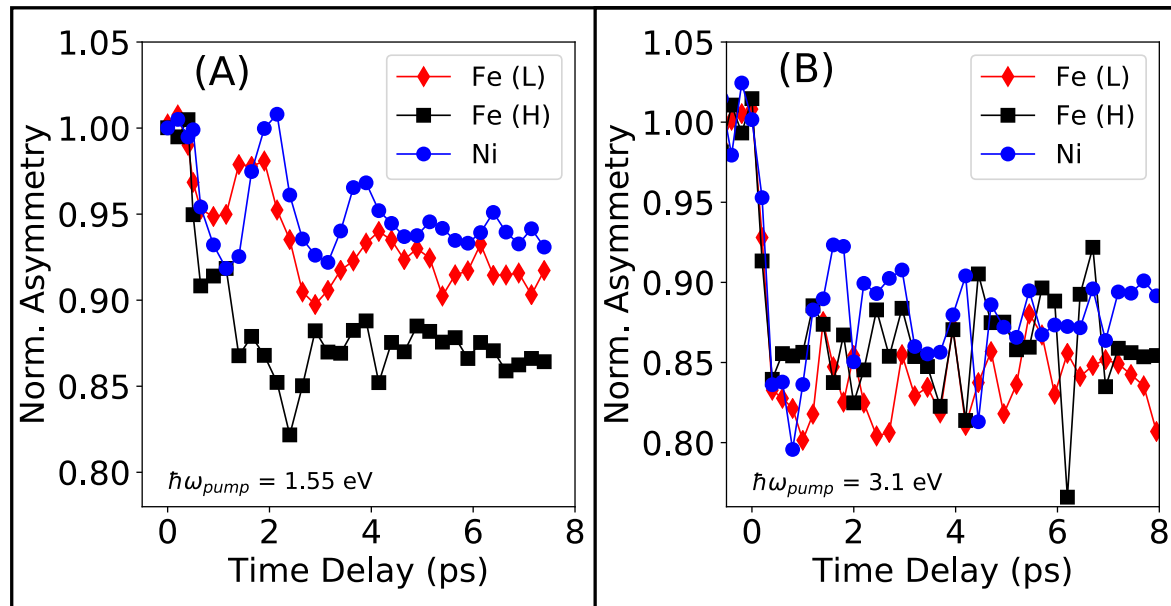 (A)
Fe (L)
Fe (H)
Ni
1.05
1.00
0.95
0.90
0.85
0.80
Norm. Asymmetry
ħω_pump = 1.55 eV
0 2 4 6 8
Time Delay (ps)
(B)
Fe (L)
Fe (H)
Ni
1.05
1.00
0.95
0.90
0.85
0.80
Norm. Asymmetry
ħω_pump = 3.1 eV
0 2 4 6 8
Time Delay (ps)